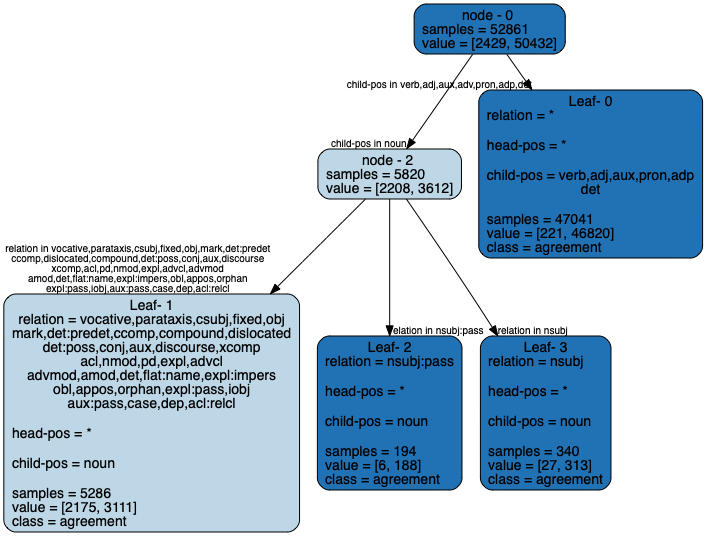 node - 0
samples = 52861
value = [2429, 50432]
child-pos in verb,adj,aux,adv,pron,adp,det
Leaf- 0
relation = *
head-pos = *
child-pos = verb,adj,aux,pron,adp
det
samples = 47041
value = [221, 46820]
class = agreement
child-pos in noun
node - 2
samples = 5820
value = [2208, 3612]
relation in vocative,parataxis,csubj,fixed,obj,mark,det:predet
ccomp,dislocated,compound,det:poss,conj,aux,discourse
xcomp,acl,pd,nmod,expl,advcl,advmod
amod,det,flat:name,expl:impers,obl,appos,orphan
expl:pass,iobj,aux:pass,case,dep,acl:relcl
Leaf- 1
relation = vocative,parataxis,csubj,fixed,obj
mark,det:predet,ccomp,compound,dislocated
det:poss,conj,aux,discourse,xcomp
acl,nmod,pd,expl,advcl
advmod,amod,det,flat:name,expl:impers
obl,appos,orphan,expl:pass,iobj
aux:pass,case,dep,acl:relcl
head-pos = *
child-pos = noun
samples = 5286
value = [2175, 3111]
class = agreement
relation in nsubj:pass
Leaf- 2
relation = nsubj:pass
head-pos = *
child-pos = noun
samples = 194
value = [6, 188]
class = agreement
relation in nsubj
Leaf- 3
relation = nsubj
head-pos = *
child-pos = noun
samples = 340
value = [27, 313]
class = agreement